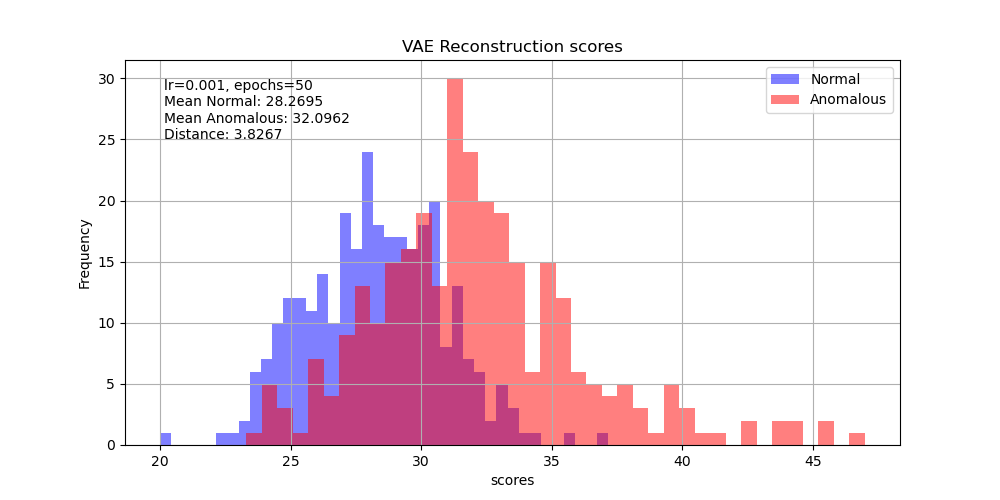 VAE Reconstruction scores
lr=0.001, epochs=50
Mean Normal: 28.2695
Mean Anomalous: 32.0962
Distance: 3.8267
Normal
Anomalous
Frequency
30
25
20
15
10
5
0
20 25 30 35 40 45
scores